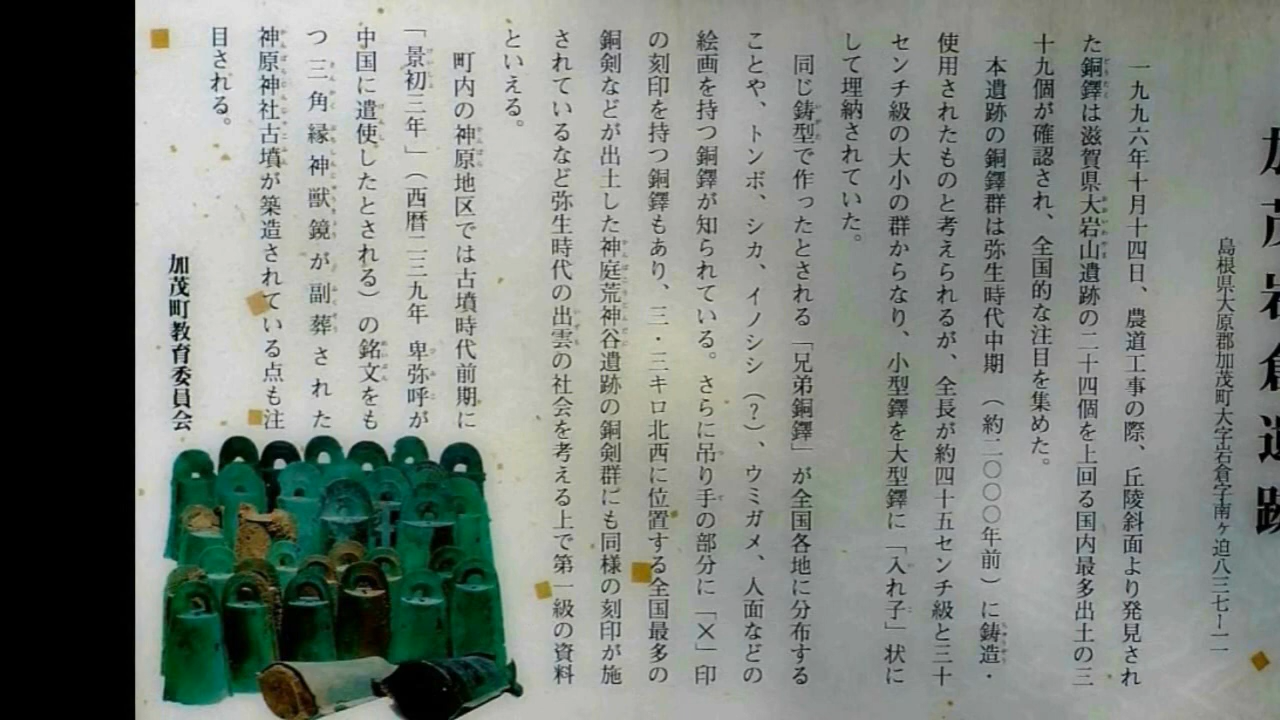 加茂岩倉遺跡
島根県大原郡加茂町大字岩倉字南ヶ迫八三七ー一一
一九九六年十月十四日、農道工事の際、丘陵斜面より発見され
た銅鐸は滋賀県大岩山遺跡の二十四個を上回る国内最多出土の三
十九個が確認され、全国的な注目を集めた。
本遺跡の銅鐸群は弥生時代中期（約二〇〇〇年前）に鋳造・
使用されたものと考えられるが、全長が約四十五センチ級と三十
センチ級の大小の群からなり、小型鐸を大型鐸に「入れ子」状に
して埋納されていた。
同じ鋳型で作ったとされる「兄弟銅鐸」が全国各地に分布する
ことや、トンボ、シカ、イノシシ（？）、ウミガメ、人面などの
絵画を持つ銅鐸が知られている。さらに吊り手の部分に「×」印
の刻印を持つ銅鐸もあり、三・三キロ北西に位置する全国最多の
銅剣などが出土した神庭荒神谷遺跡の銅剣群にも同様の刻印が施
されているなど弥生時代の出雲の社会を考える上で第一級の資料
といえる。
町内の神原地区では古墳時代前期に
「景初三年」（西暦二三九年 卑弥呼が
中国に遣使したとされる）の銘文をも
つ三角縁神獣鏡が副葬された
神原神社古墳が築造されている点も注
目される。
加茂町教育委員会